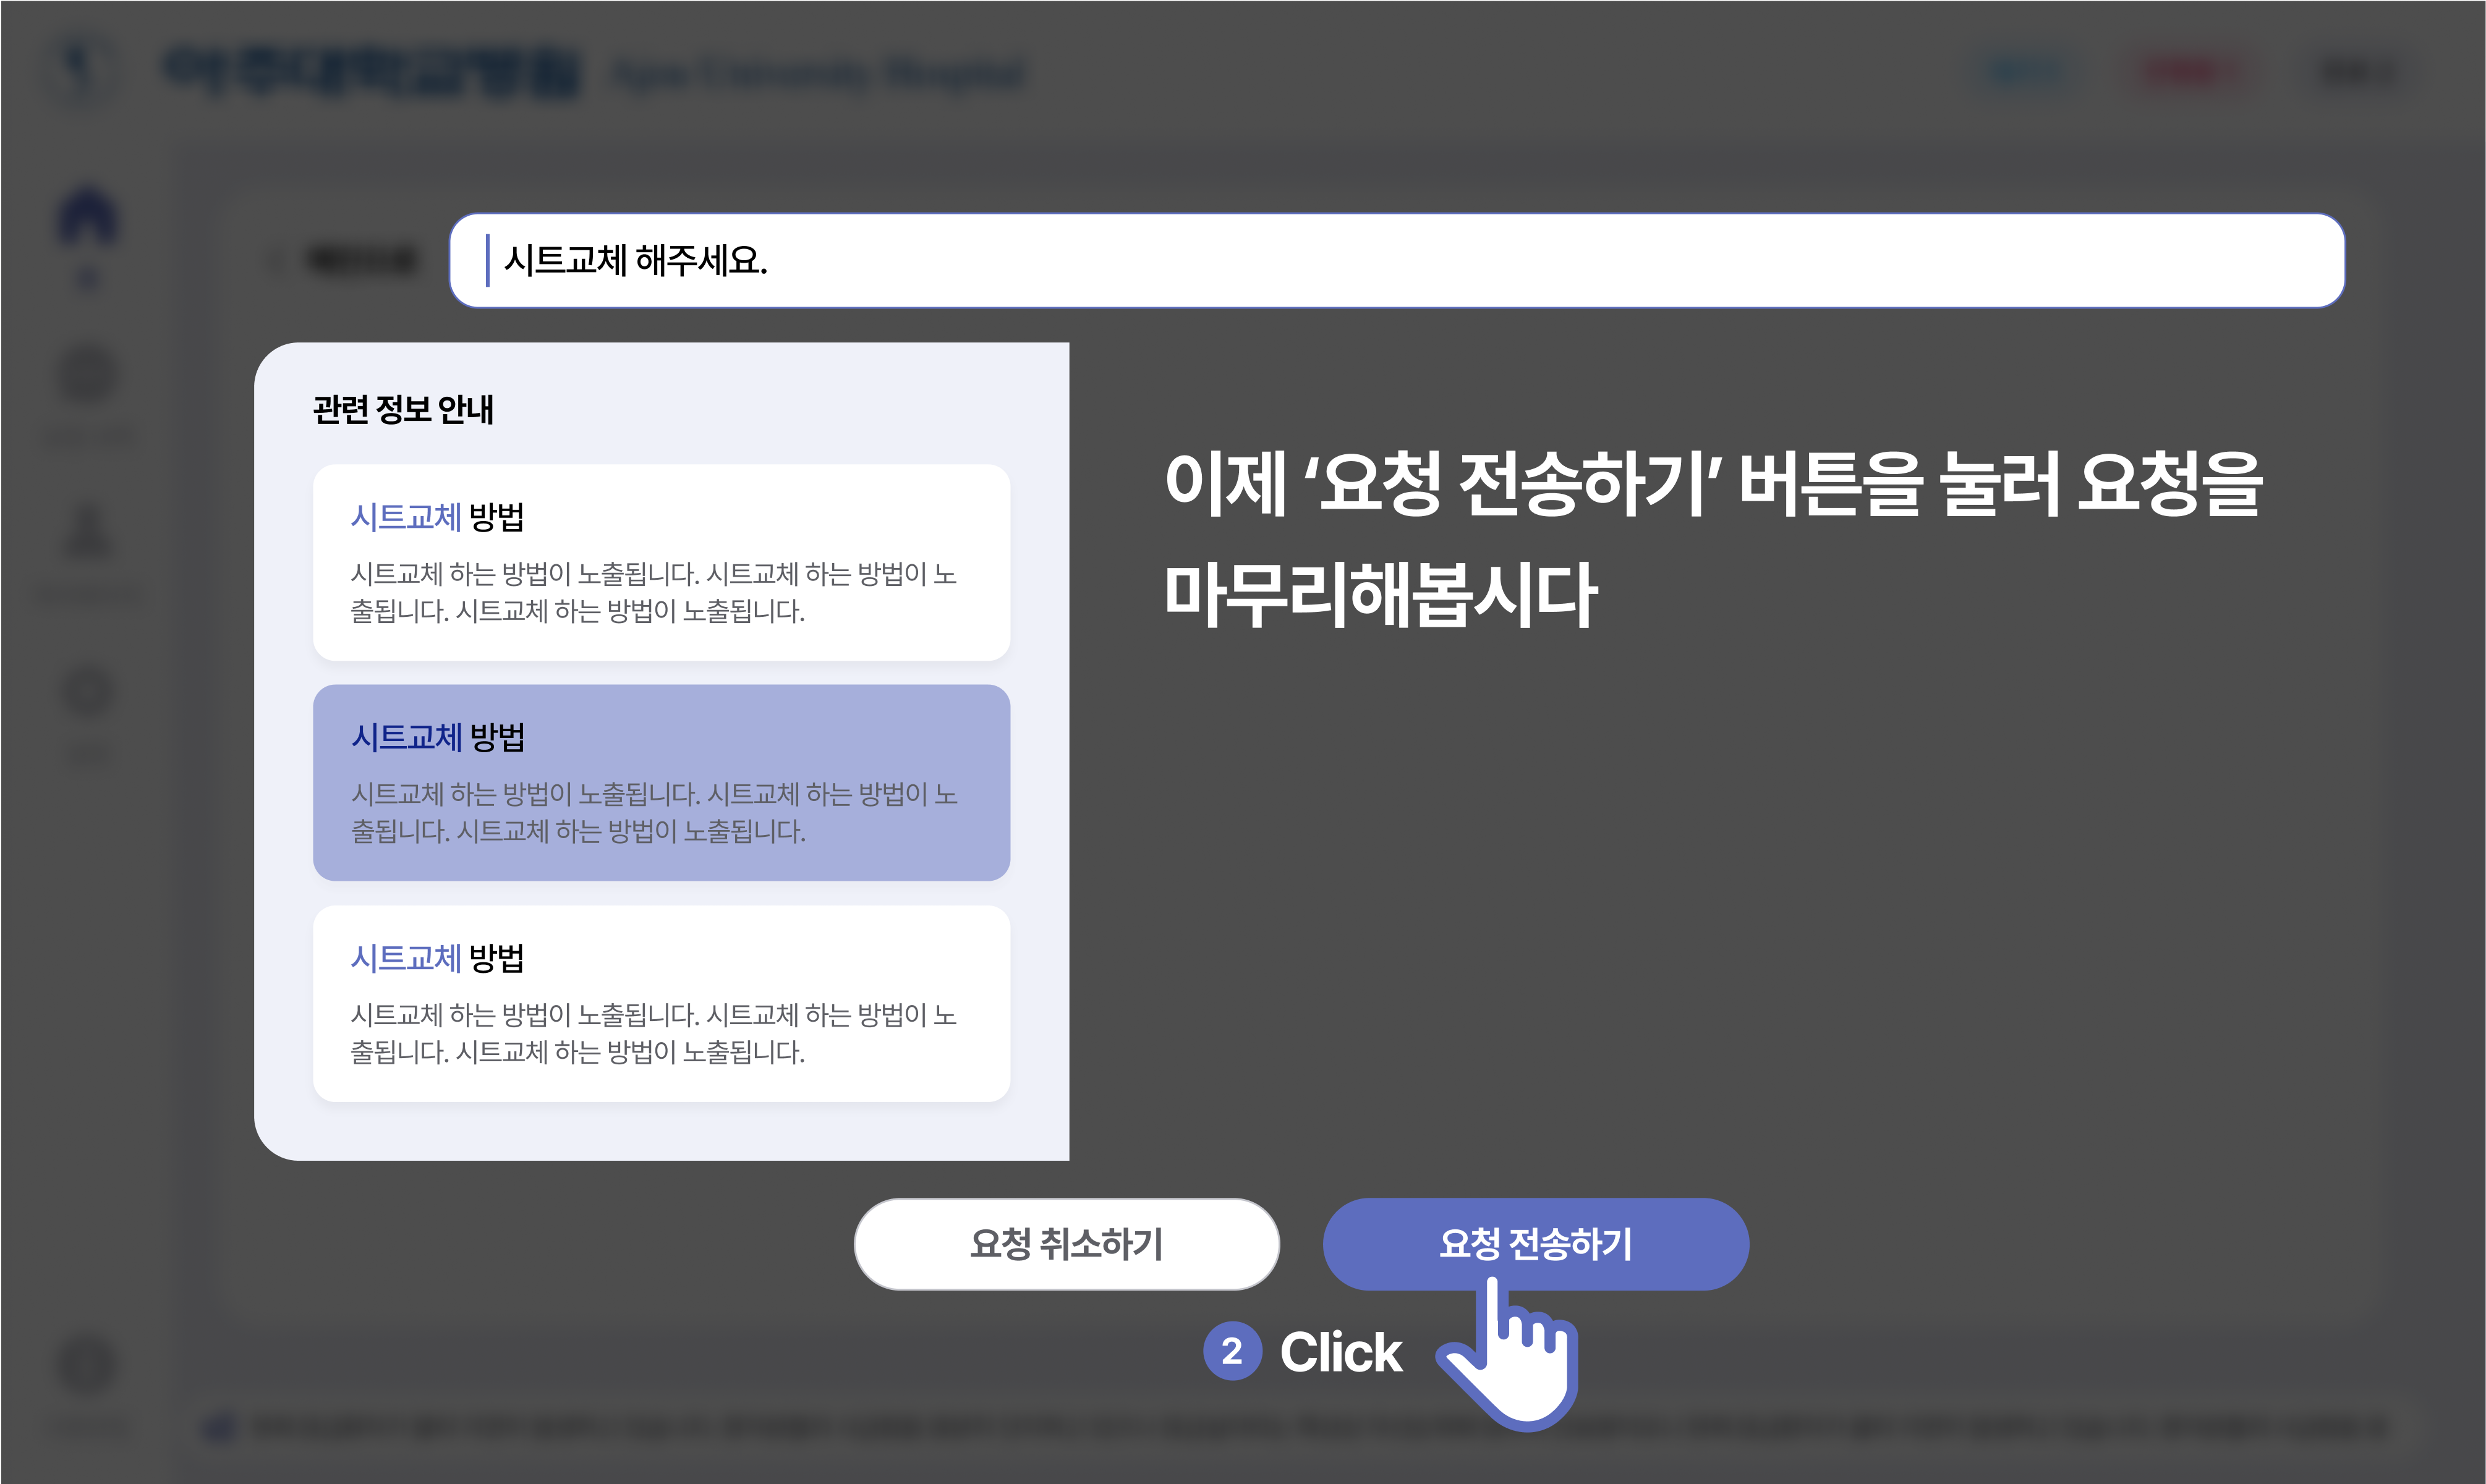 아주대학교병원 Ajou University Hospital
시트교체 해주세요.
관련 정보 안내
시트교체 방법
시트교체 하는 방법이 노출됩니다. 시트교체 하는 방법이 노
출됩니다. 시트교체 하는 방법이 노출됩니다.
시트교체 방법
시트교체 하는 방법이 노출됩니다. 시트교체 하는 방법이 노
출됩니다. 시트교체 하는 방법이 노출됩니다.
시트교체 방법
시트교체 하는 방법이 노출됩니다. 시트교체 하는 방법이 노
출됩니다. 시트교체 하는 방법이 노출됩니다.
이제 ‘요청 전송하기’ 버튼을 눌러 요청을
마무리해봅시다
요청 취소하기
요청 전송하기
2 Click